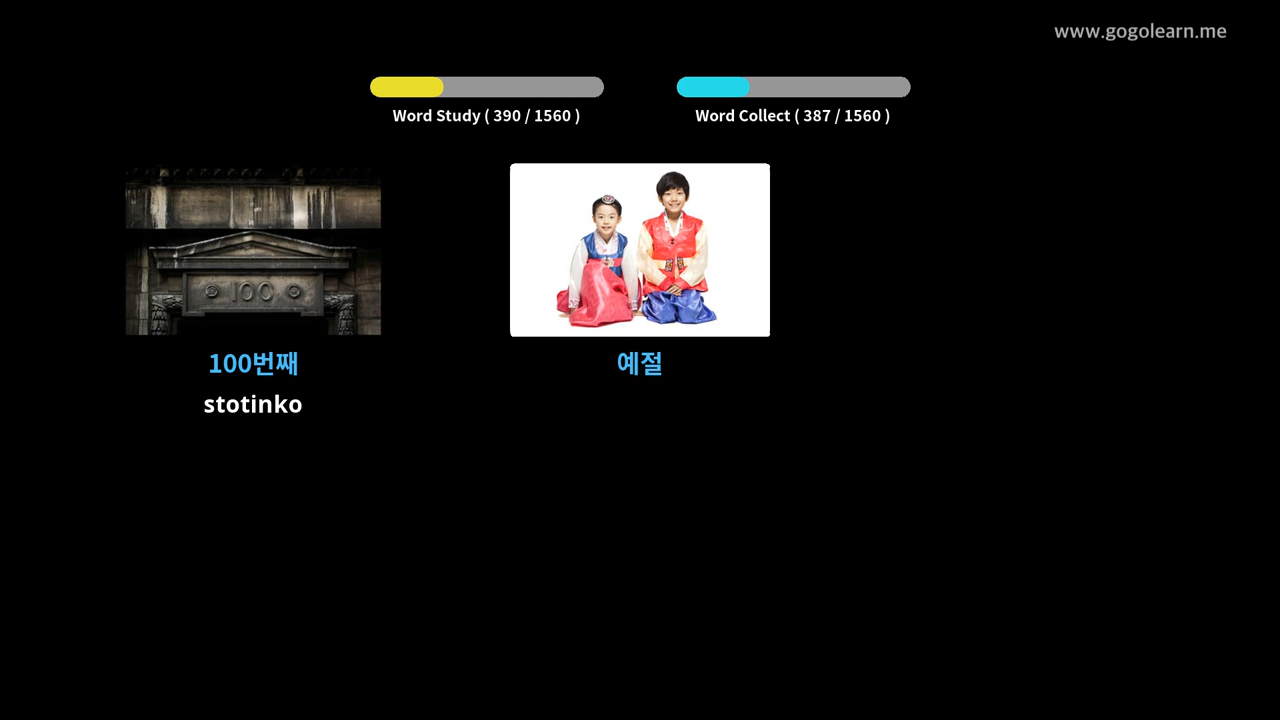 www.gogolearn.me
Word Study ( 390 / 1560 )
Word Collect ( 387 / 1560 )
100
100번째
stotinko
예절